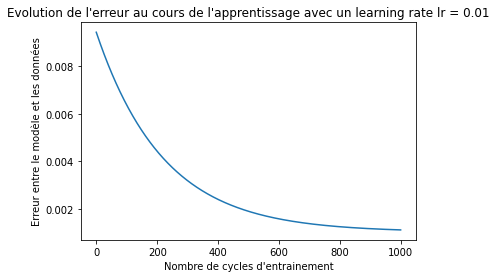 Evolution de l'erreur au cours de l'apprentissage avec un learning rate lr = 0.01
Erreur entre le modèle et les données
0.008
0.006
0.004
0.002
0 200 400 600 800 1000
Nombre de cycles d'entrainement